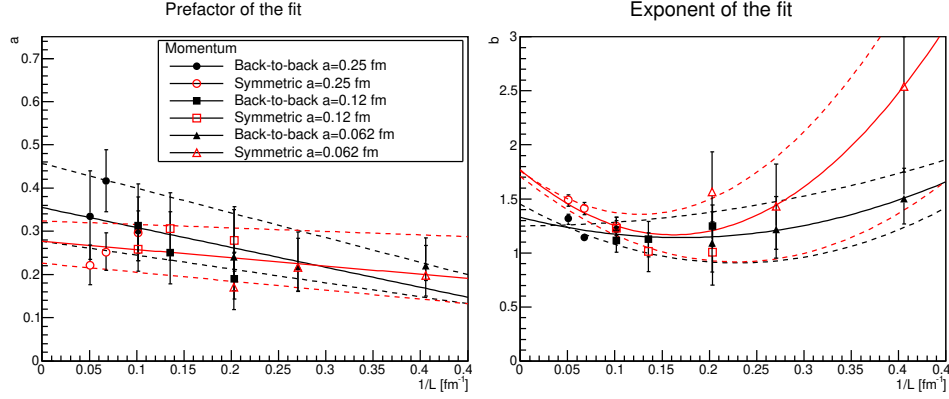 Prefactor of the fit
a
0.7
0.6
0.5
0.4
0.3
0.2
0.1
0
Momentum
Back-to-back a=0.25 fm
Symmetric a=0.25 fm
Back-to-back a=0.12 fm
Symmetric a=0.12 fm
Back-to-back a=0.062 fm
Symmetric a=0.062 fm
0 0.05 0.1 0.15 0.2 0.25 0.3 0.35 0.4
1/L [fm⁻¹]
Exponent of the fit
b
3
2.5
2
1.5
1
0.5
0
0 0.05 0.1 0.15 0.2 0.25 0.3 0.35 0.4
1/L [fm⁻¹]